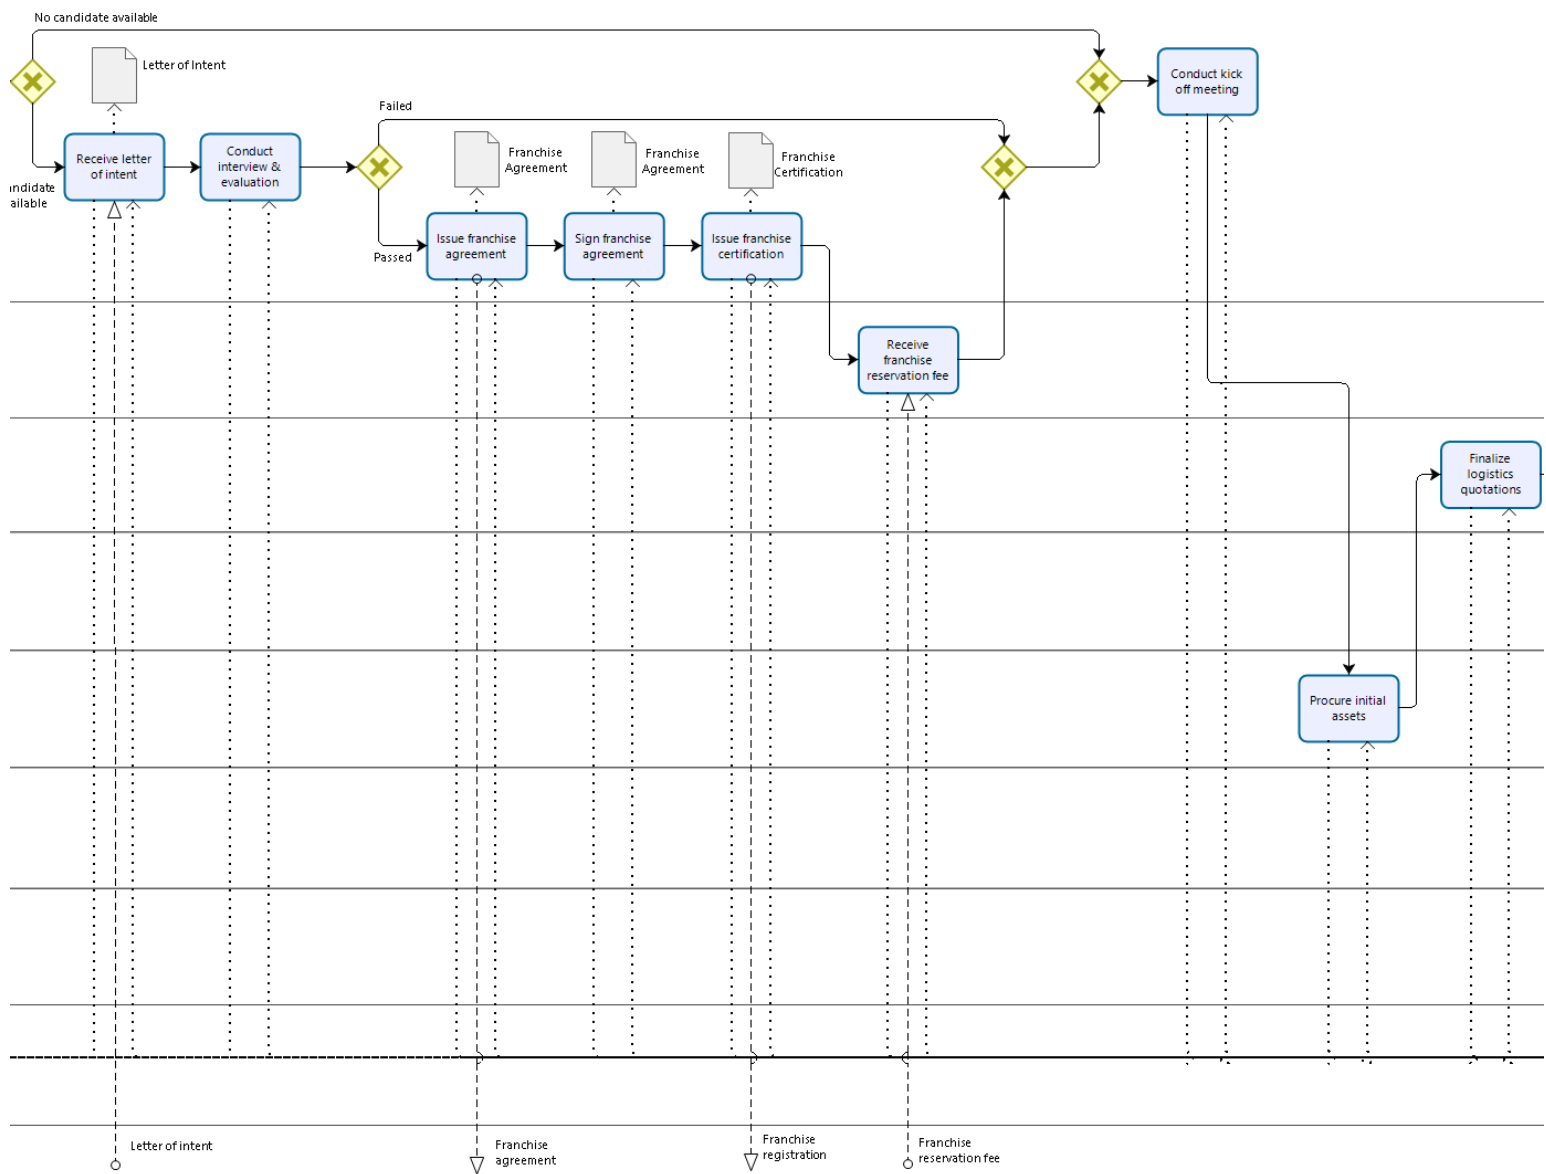 No candidate available
Letter of Intent
Conduct kick
off meeting
Failed
Receive letter
of intent
Conduct
interview &
evaluation
Franchise
Agreement
Franchise
Agreement
Franchise
Certification
Passed
Issue franchise
agreement
Sign franchise
agreement
Issue franchise
certification
Receive
franchise
reservation fee
Finalize
logistics
quotations
Procure initial
assets
Letter of intent
Franchise
agreement
Franchise
registration
Franchise
reservation fee